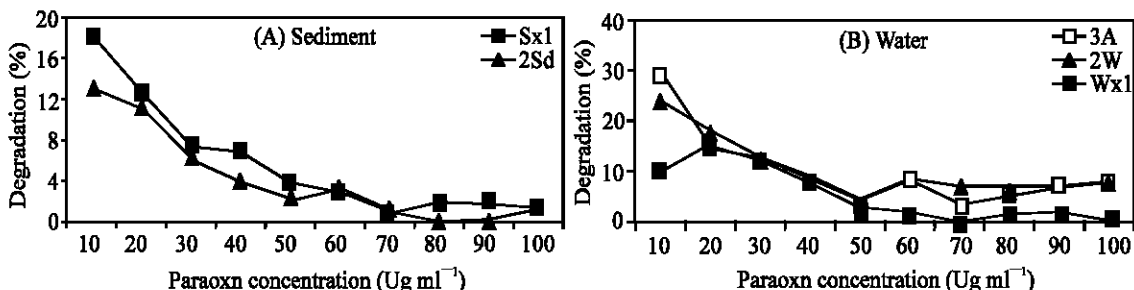 (A) Sediment
Sx1
2Sd
Degradation (%)
20
16
12
8
4
0
10 20 30 40 50 60 70 80 90 100
Paraoxn concentration (Ug ml⁻¹)
(B) Water
3A
2W
Wx1
Degradation (%)
40
30
20
10
0
10 20 30 40 50 60 70 80 90 100
Paraoxn concentration (Ug ml⁻¹)